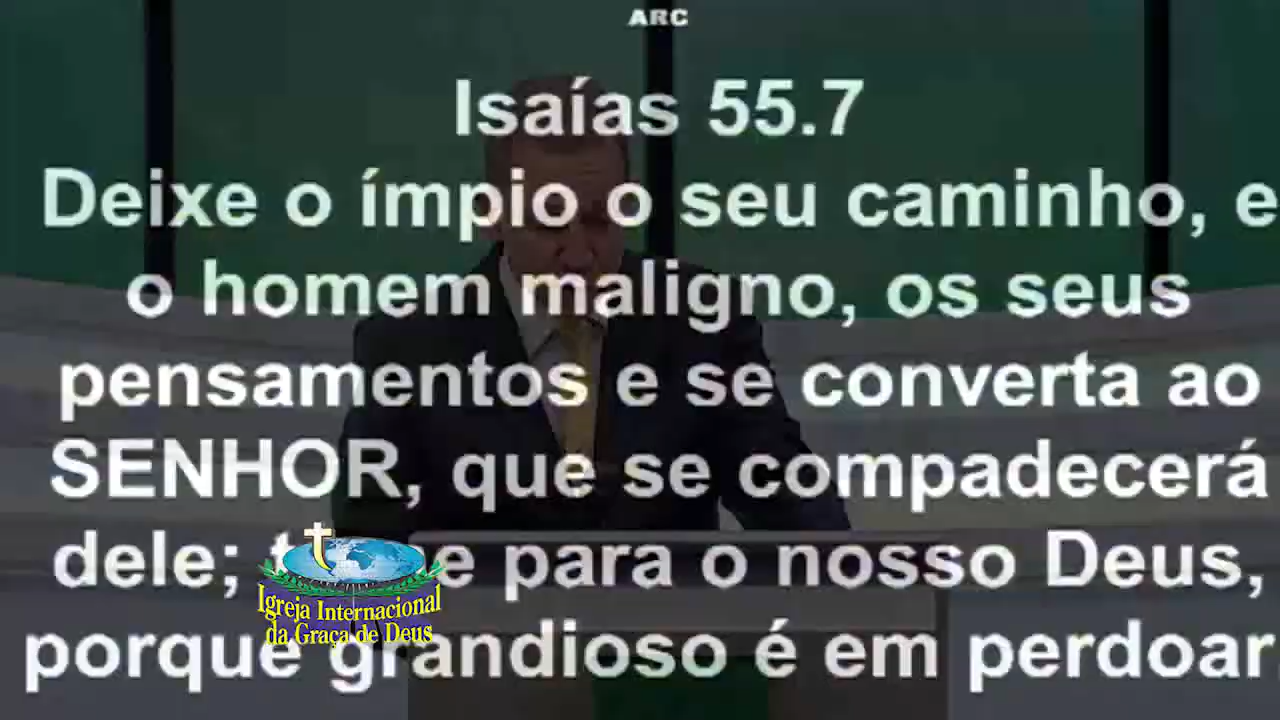 ARC
Isaías 55.7
Deixe o ímpio o seu caminho, e
o homem maligno, os seus
pensamentos e se converta ao
SENHOR, que se compadecerá
dele; para o nosso Deus,
porque grandioso é em perdoar
Igreja Internacional
da Graça de Deus